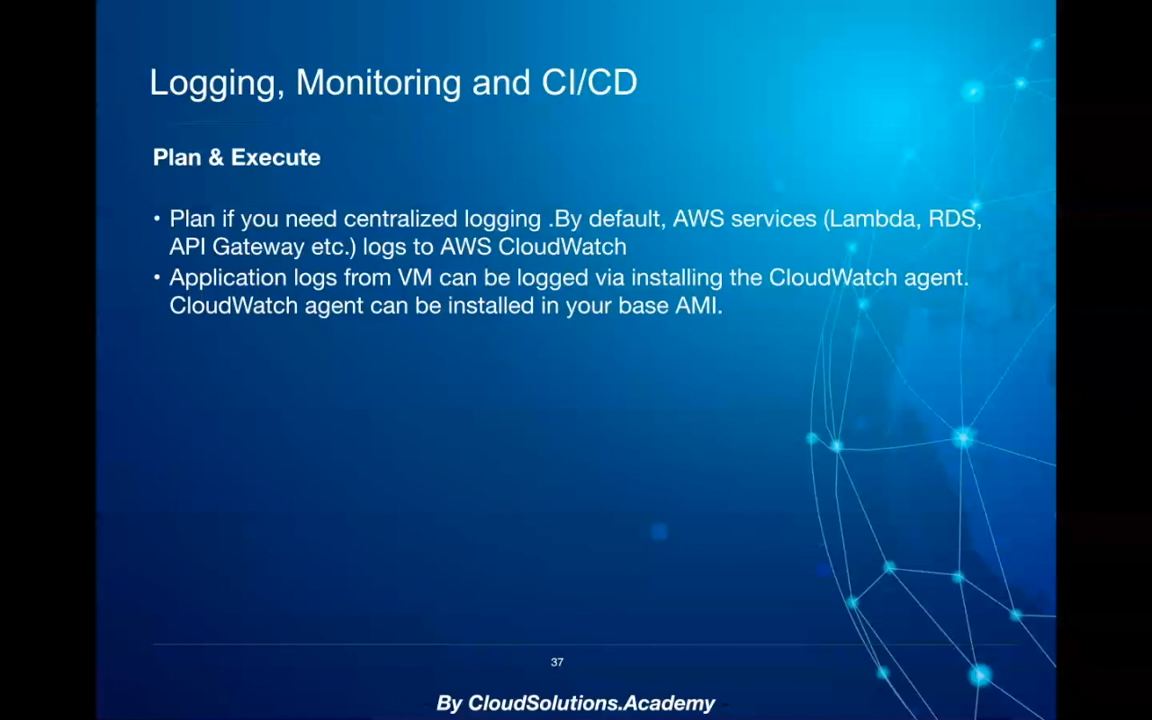 Logging, Monitoring and CI/CD
Plan & Execute
• Plan if you need centralized logging .By default, AWS services (Lambda, RDS,
API Gateway etc.) logs to AWS CloudWatch
• Application logs from VM can be logged via installing the CloudWatch agent.
CloudWatch agent can be installed in your base AMI.
37
By CloudSolutions.Academy